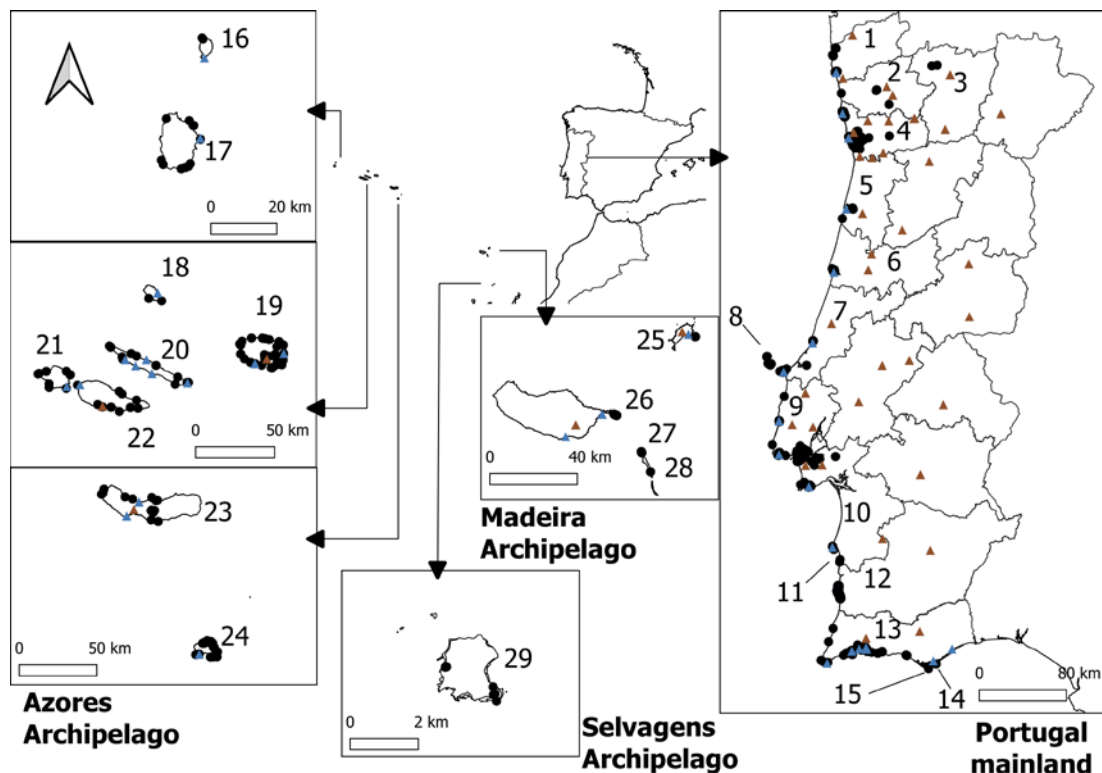 16
17
0 20 km
18
19
20
21
22
0 50 km
23
24
0 50 km
Azores
Archipelago
25
26
27
28
0 40 km
Madeira
Archipelago
29
0 2 km
Selvagens
Archipelago
1
2
3
4
5
6
7
8
9
10
11
12
13
14
15
0 80 km
Portugal
mainland